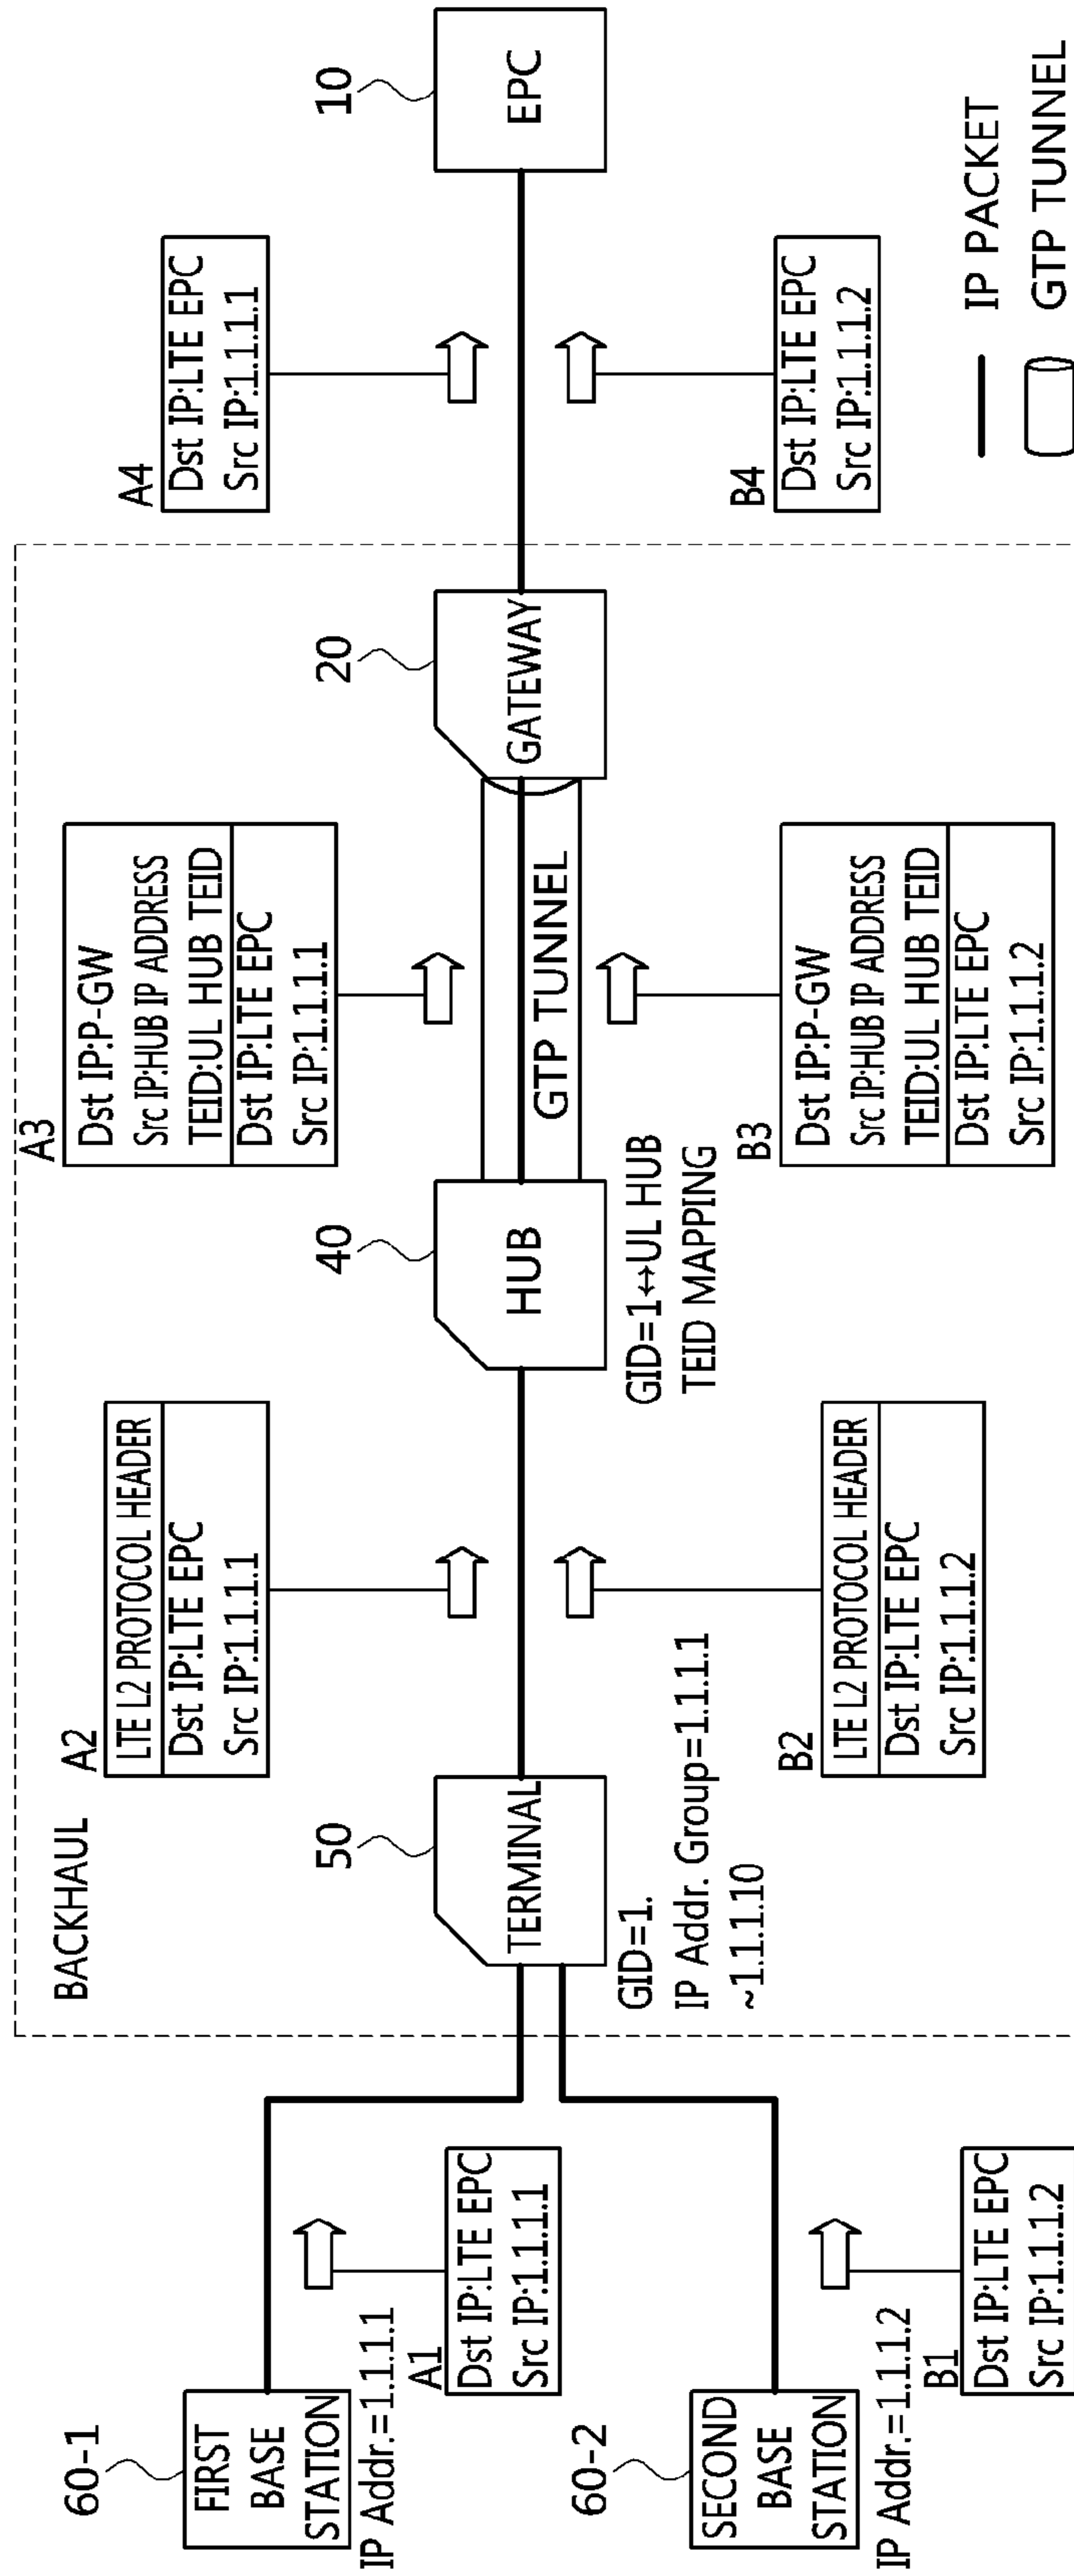 BACKHAUL
60-1
FIRST
BASE
STATION
IP Addr.=1.1.1.1
A1
Dst IP:LTE EPC
Src IP:1.1.1.1
60-2
SECOND
BASE
STATION
IP Addr.=1.1.1.2
B1
Dst IP:LTE EPC
Src IP:1.1.1.2
50
TERMINAL
GID=1.
IP Addr. Group=1.1.1.1
~1.1.1.10
A2
LTE L2 PROTOCOL HEADER
Dst IP:LTE EPC
Src IP:1.1.1.1
B2
LTE L2 PROTOCOL HEADER
Dst IP:LTE EPC
Src IP:1.1.1.2
40
HUB
GID=1↔UL HUB
TEID MAPPING
A3
Dst IP:P-GW
Src IP:HUB IP ADDRESS
TEID:UL HUB TEID
Dst IP:LTE EPC
Src IP:1.1.1.1
GTP TUNNEL
B3
Dst IP:P-GW
Src IP:HUB IP ADDRESS
TEID:UL HUB TEID
Dst IP:LTE EPC
Src IP:1.1.1.2
20
GATEWAY
A4
Dst IP:LTE EPC
Src IP:1.1.1.1
B4
Dst IP:LTE EPC
Src IP:1.1.1.2
10
EPC
IP PACKET
GTP TUNNEL